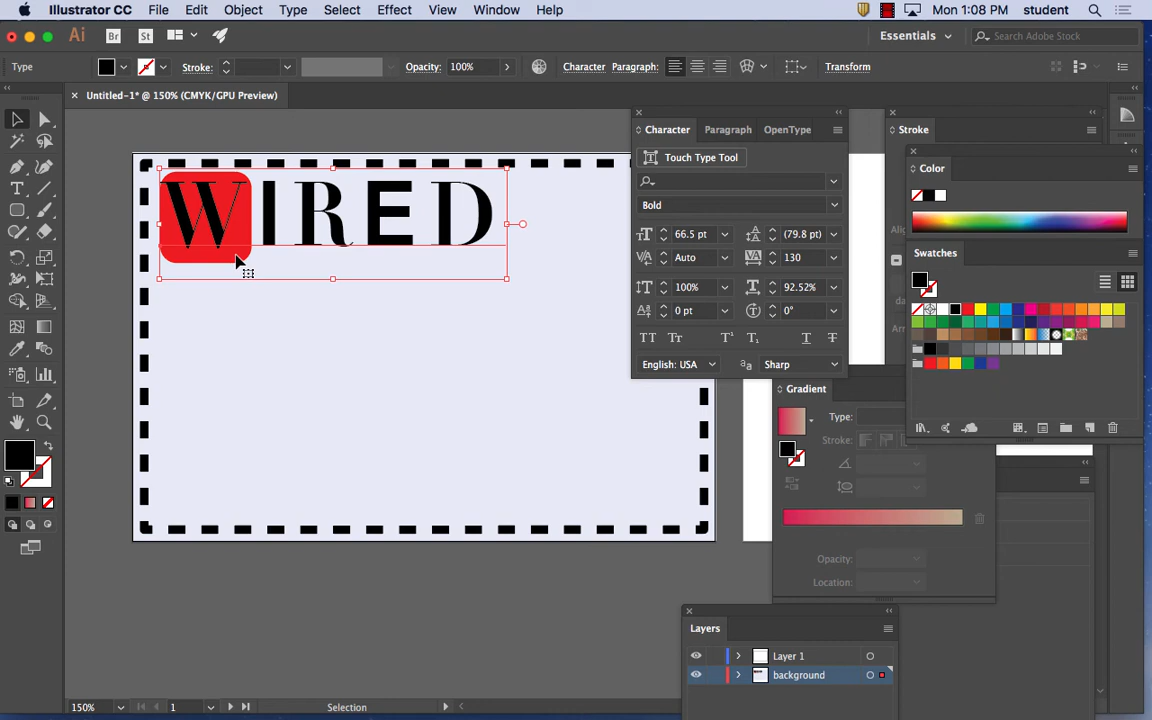 Illustrator CC File Edit Object Type Select Effect View Window Help Mon 1:08 PM student
Ai Br St Essentials Search Adobe Stock
Type Stroke: Opacity: 100% Character Paragraph: Transform
× Untitled-1* @ 150% (CMYK/GPU Preview)
Character Paragraph OpenType Stroke
Touch Type Tool
Color
Bold
WIRED
66.5 pt (79.8 pt)
Auto 130
Swatches
100% 92.52%
0 pt 0°
English: USA Sharp
Gradient Type:
Stroke:
Opacity:
Location:
Layers
Layer 1
background
150% 1 Selection